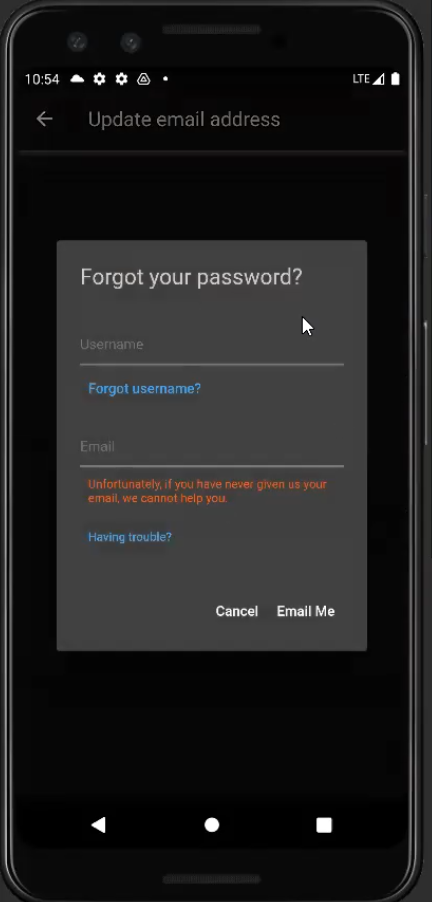 10:54
LTE
Update email address
Forgot your password?
Username
Forgot username?
Email
Unfortunately, if you have never given us your
email, we cannot help you.
Having trouble?
Cancel Email Me